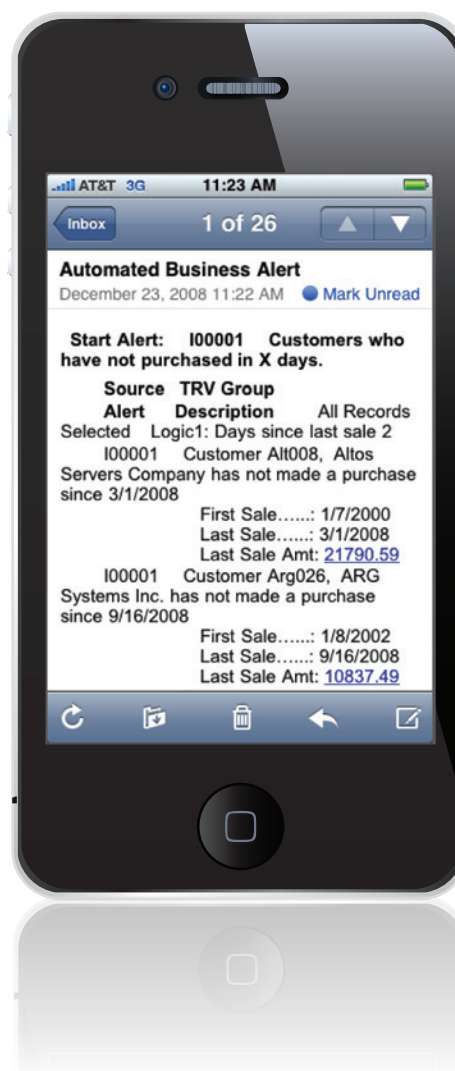 AT&T 3G 11:23 AM
Inbox 1 of 26
Automated Business Alert
December 23, 2008 11:22 AM Mark Unread
Start Alert: I00001 Customers who
have not purchased in X days.
Source TRV Group
Alert Description All Records
Selected Logic1: Days since last sale 2
I00001 Customer Alt008, Altos
Servers Company has not made a purchase
since 3/1/2008
First Sale......: 1/7/2000
Last Sale......: 3/1/2008
Last Sale Amt: 21790.59
I00001 Customer Arg026, ARG
Systems Inc. has not made a purchase
since 9/16/2008
First Sale......: 1/8/2002
Last Sale......: 9/16/2008
Last Sale Amt: 10837.49